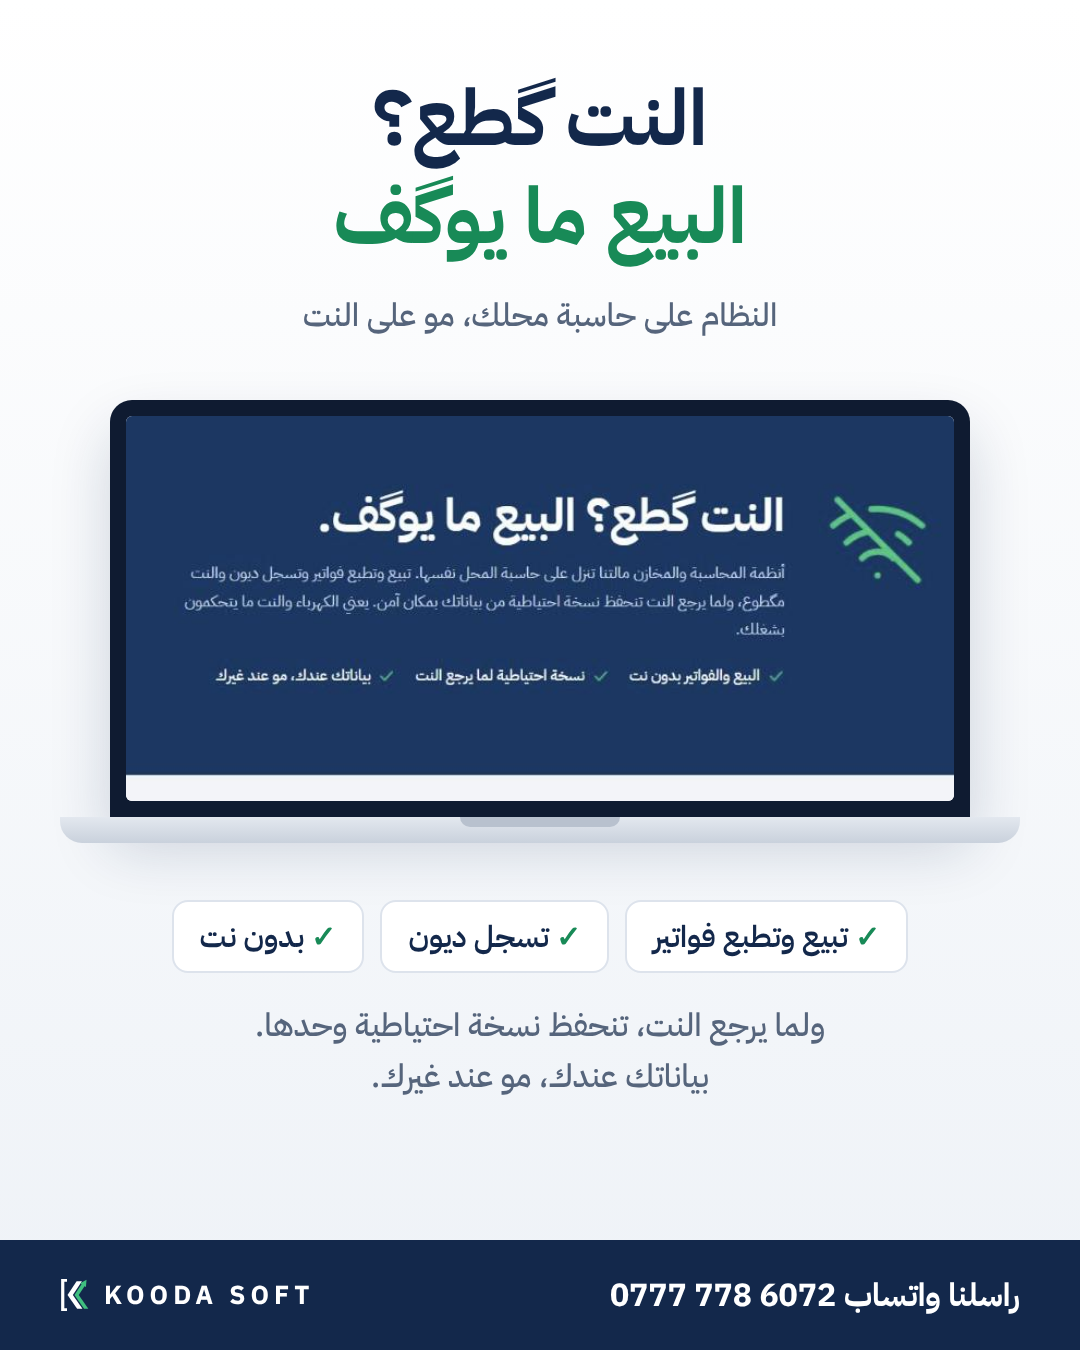 النت گطع؟
البيع ما يوگف
النظام على حاسبة محلك، مو على النت
النت گطع؟ البيع ما يوگف.
أنظمة المحاسبة والمخازن مالتنا تنزل على حاسبة المحل نفسها. تبيع وتطبع فواتير وتسجل ديون والنت
مگطوع، ولما يرجع النت تنحفظ نسخة احتياطية من بياناتك بمكان آمن. يعني الكهرباء والنت ما يتحكمون
بشغلك.
✓ البيع والفواتير بدون نت ✓ نسخة احتياطية لما يرجع النت ✓ بياناتك عندك، مو عند غيرك
✓ تبيع وتطبع فواتير ✓ تسجل ديون ✓ بدون نت
ولما يرجع النت، تنحفظ نسخة احتياطية وحدها.
بياناتك عندك، مو عند غيرك.
راسلنا واتساب 0777 778 6072
KOODA SOFT